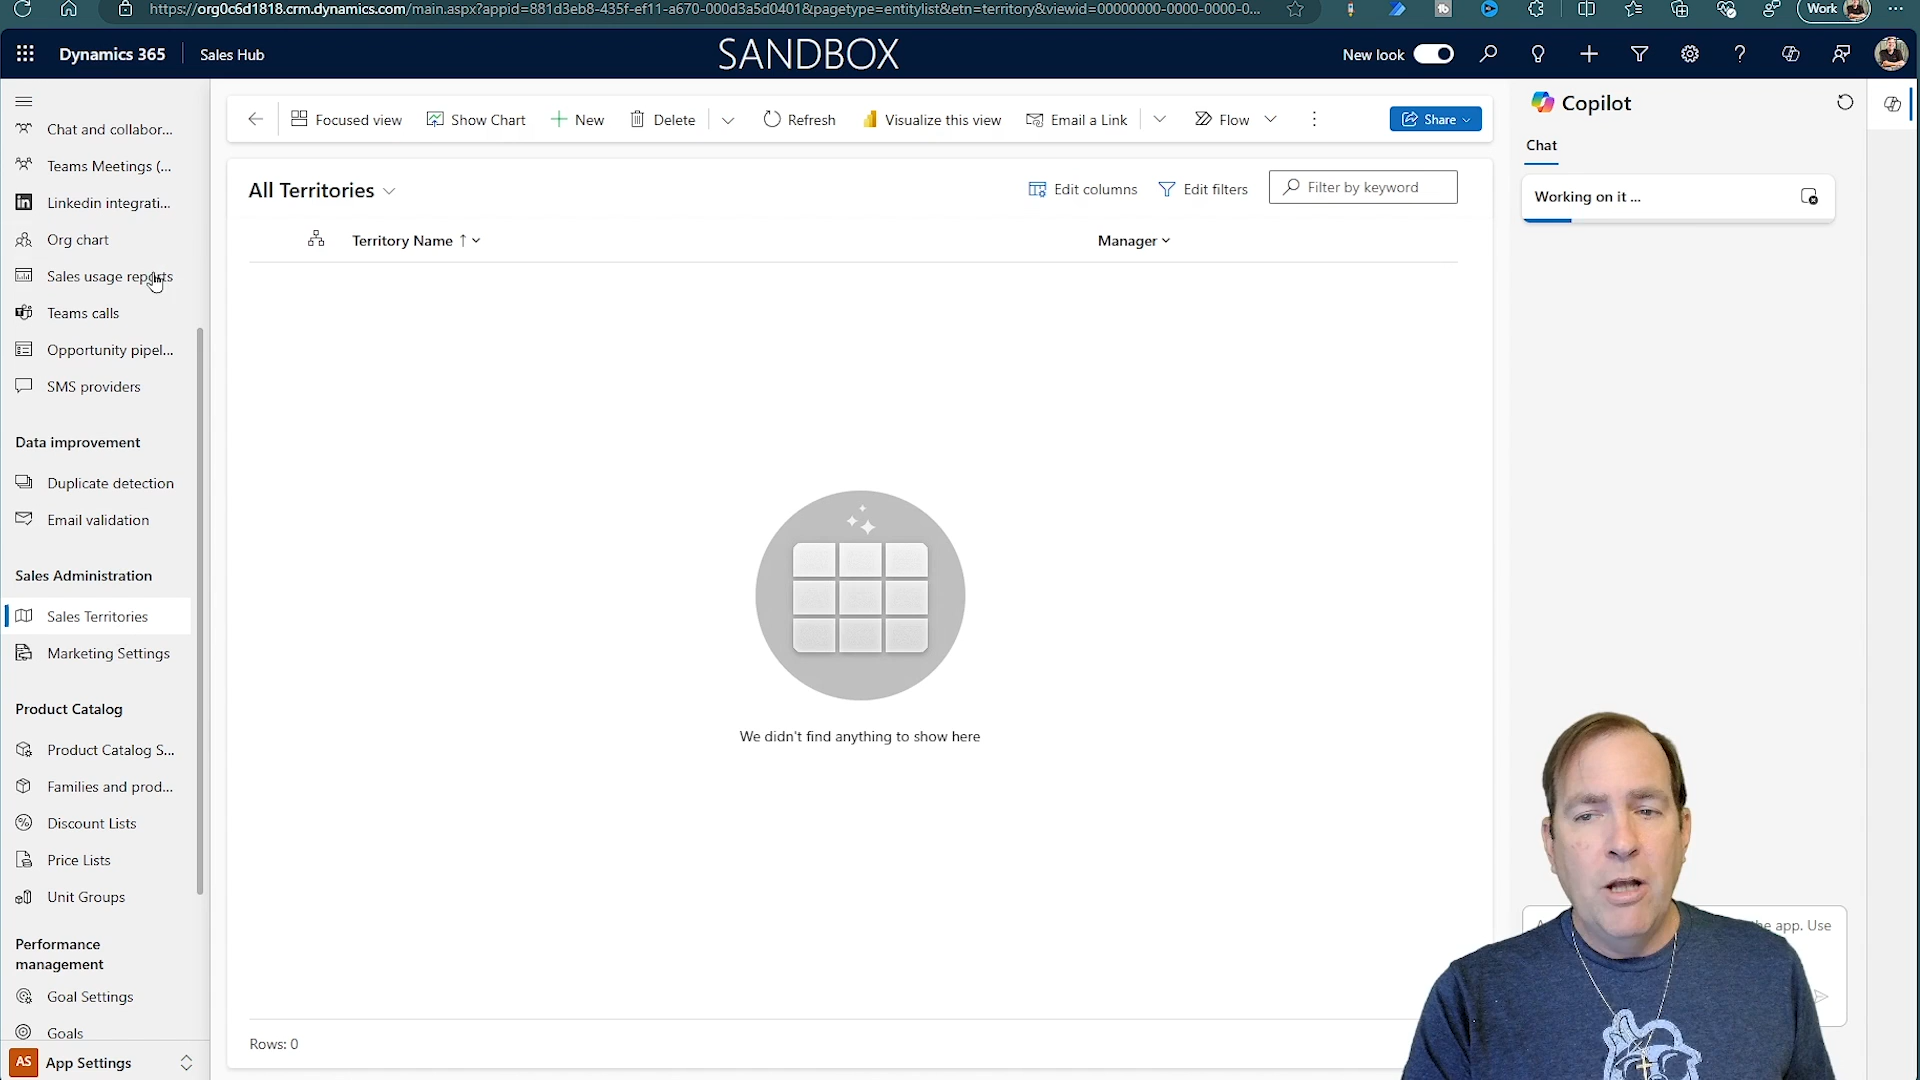 https://org0c6d1818.crm.dynamics.com/main.aspx?appid=881d3eb8-435f-ef11-a670-000d3a5d0401&pagetype=entitylist&etn=territory&viewid=00000000-0000-0000-0...
Work
Dynamics 365
Sales Hub
SANDBOX
New look
Chat and collabor...
Teams Meetings (...
Linkedin integrati...
Org chart
Sales usage reports
Teams calls
Opportunity pipel...
SMS providers
Data improvement
Duplicate detection
Email validation
Sales Administration
Sales Territories
Marketing Settings
Product Catalog
Product Catalog S...
Families and prod...
Discount Lists
Price Lists
Unit Groups
Performance
management
Goal Settings
Goals
AS App Settings
Focused view
Show Chart
New
Delete
Refresh
Visualize this view
Email a Link
Flow
Share
All Territories
Edit columns
Edit filters
Filter by keyword
Territory Name
Manager
We didn't find anything to show here
Rows: 0
Copilot
Chat
Working on it ...
app. Use